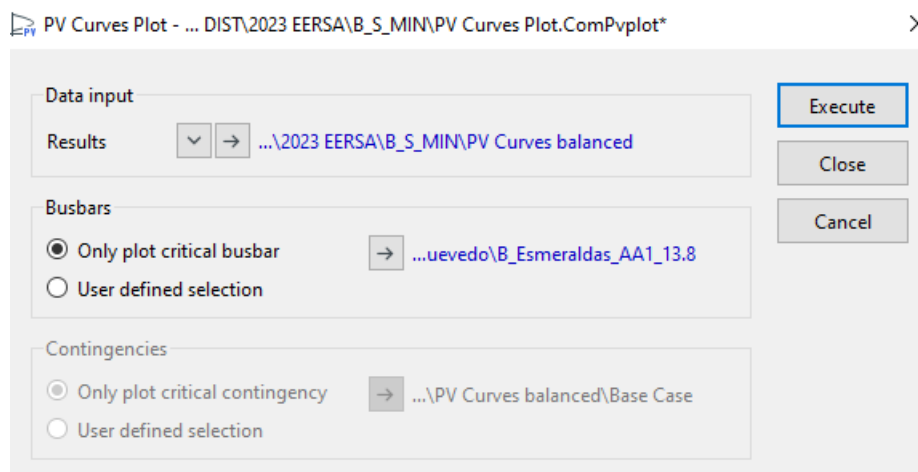 PV PV Curves Plot - ... DIST\2023 EERSA\B_S_MIN\PV Curves Plot.ComPvplot*
Data input
Results ...\2023 EERSA\B_S_MIN\PV Curves balanced
Execute
Close
Cancel
Busbars
Only plot critical busbar ...uevedo\B_Esmeraldas_AA1_13.8
User defined selection
Contingencies
Only plot critical contingency ...\PV Curves balanced\Base Case
User defined selection